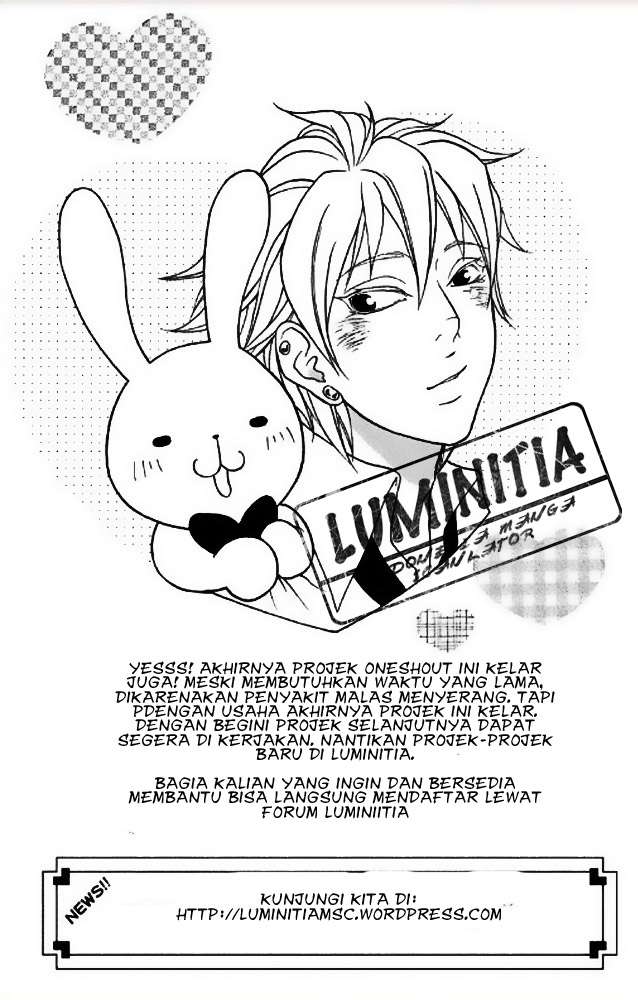 LUMINITIA
MANGA
YESSS! AKHIRNYA PROJEK ONESHOUT INI KELAR
JUGA! MESKI MEMBUTUHKAN WAKTU YANG LAMA,
DIKARENAKAN PENYAKIT MALAS MENYERANG. TAPI
PDENGAN USAHA AKHIRNYA PROJEK INI KELAR.
DENGAN BEGINI PROJEK SELANJUTNYA DAPAT
SEGERA DI KERJAKAN. NANTIKAN PROJEK-PROJEK
BARU DI LUMINITIA.
BAGIA KALIAN YANG INGIN DAN BERSEDIA
MEMBANTU BISA LANGSUNG MENDAFTAR LEWAT
FORUM LUMINIITIA
NEWS!!
KUNJUNGI KITA DI:
HTTP://LUMINITIAMSC.WORDPRESS.COM